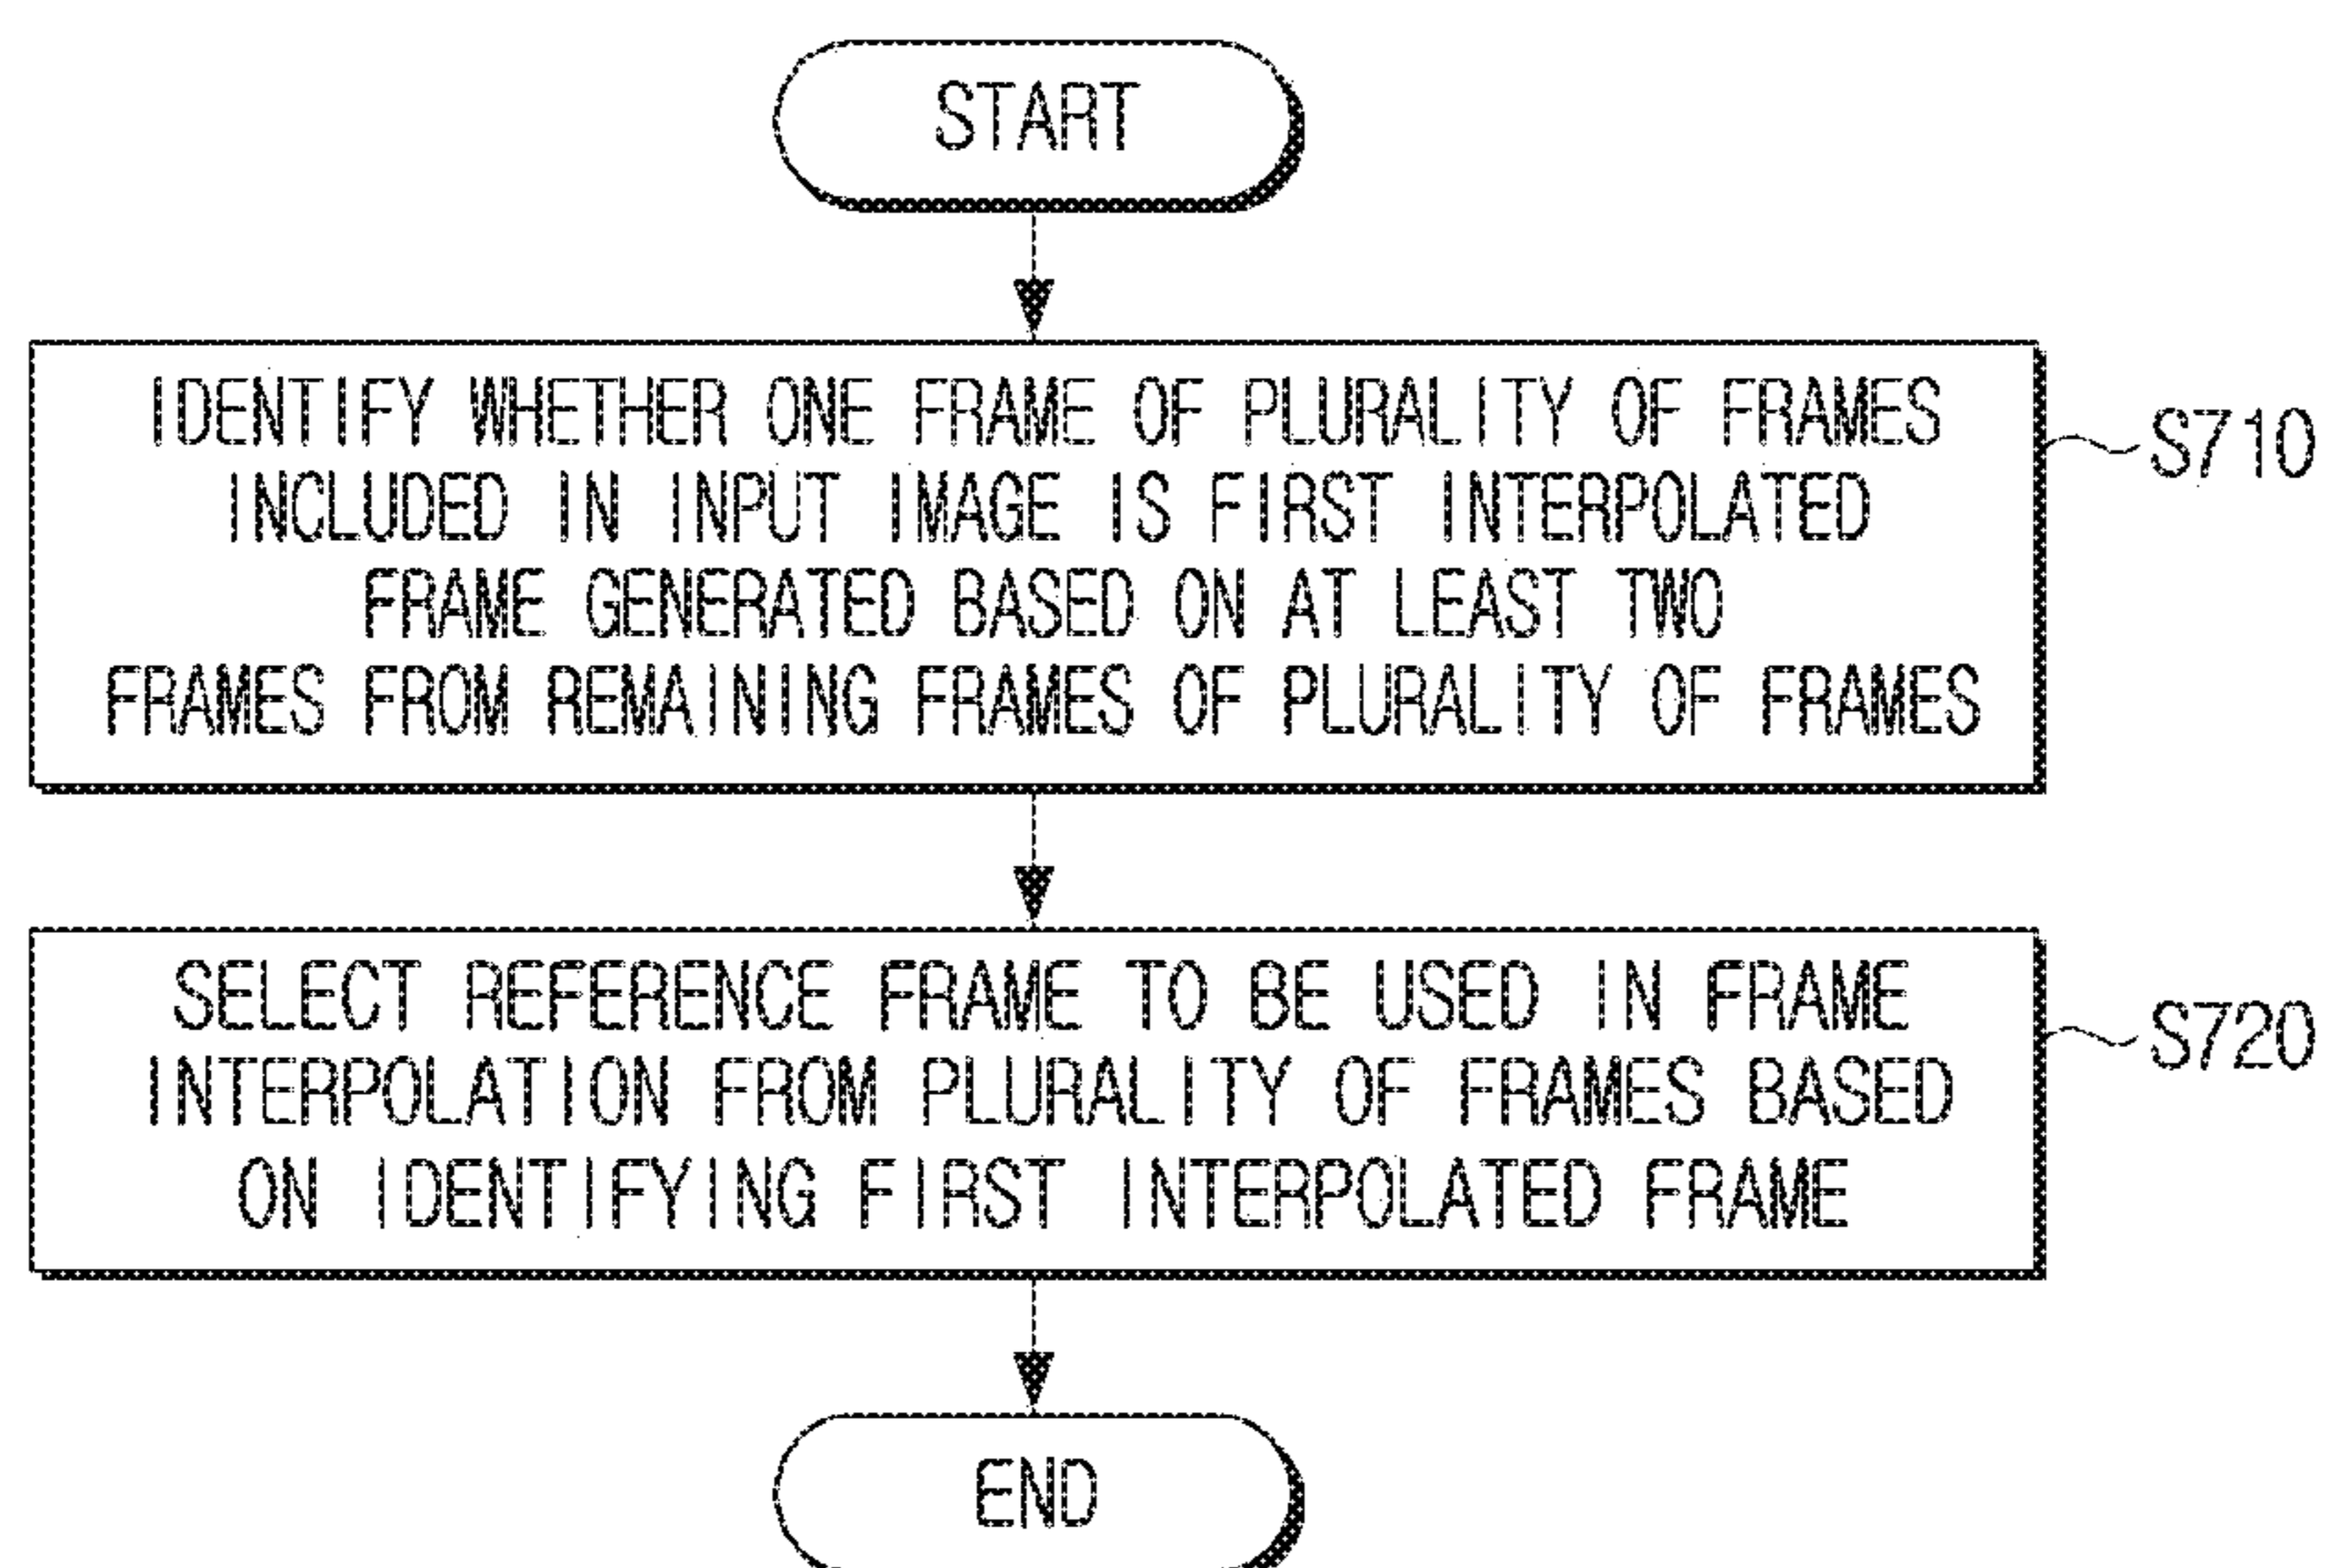 START
IDENTIFY WHETHER ONE FRAME OF PLURALITY OF FRAMES
INCLUDED IN INPUT IMAGE IS FIRST INTERPOLATED
FRAME GENERATED BASED ON AT LEAST TWO
FRAMES FROM REMAINING FRAMES OF PLURALITY OF FRAMES
S710
SELECT REFERENCE FRAME TO BE USED IN FRAME
INTERPOLATION FROM PLURALITY OF FRAMES BASED
ON IDENTIFYING FIRST INTERPOLATED FRAME
S720
END